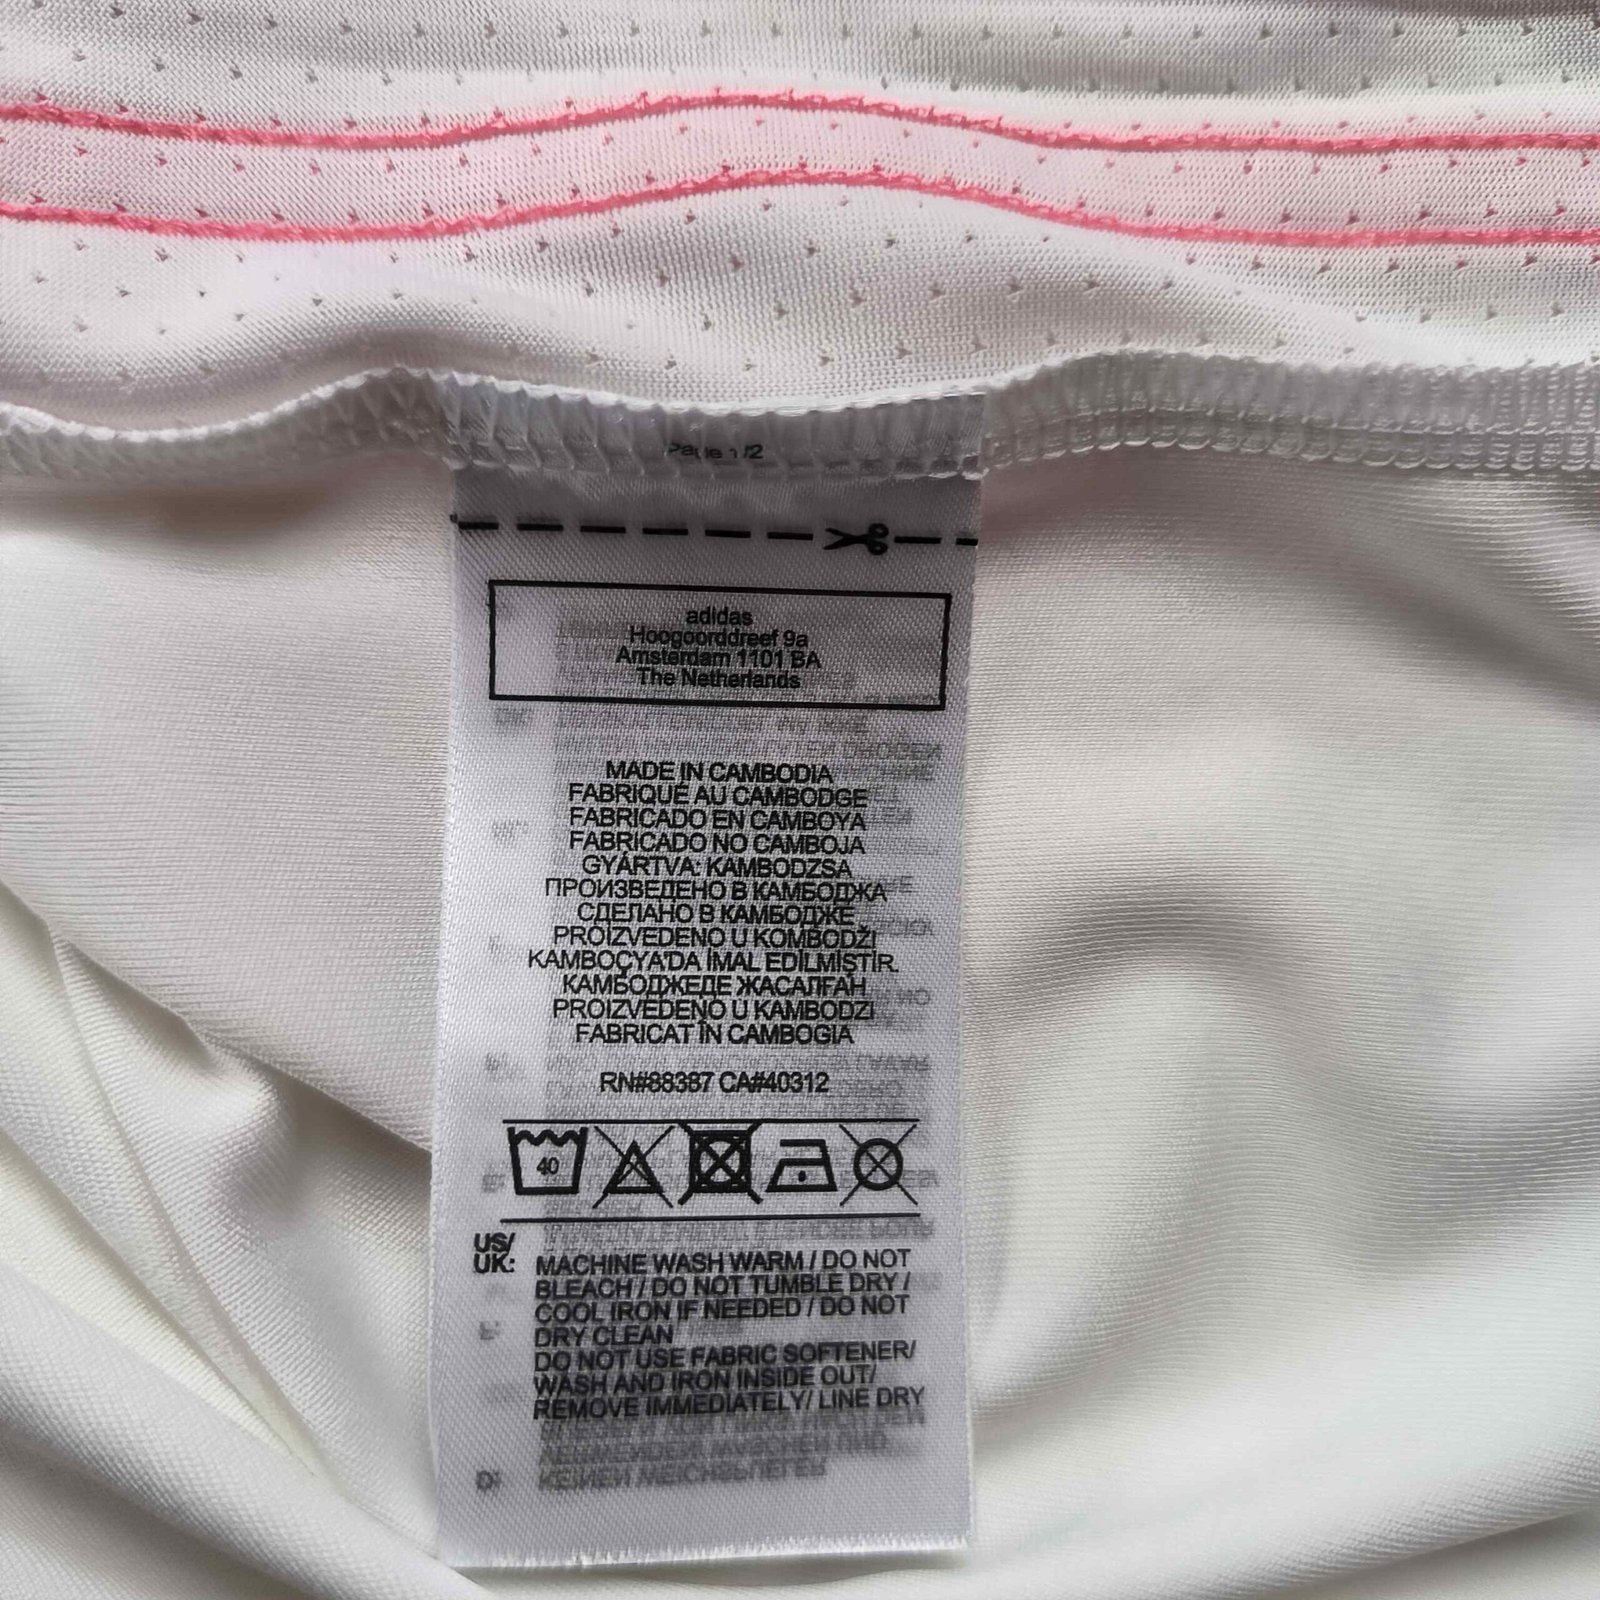 Page 1/2
adidas
Hoogoorddreef 9a
Amsterdam 1101 BA
The Netherlands
MADE IN CAMBODIA
FABRIQUÉ AU CAMBODGE
FABRICADO EN CAMBOYA
FABRICADO NO CAMBOJA
GYÁRTVA: KAMBODZSA
ПРОИЗВЕДЕНО В КАМБОДЖА
СДЕЛАНО В КАМБОДЖЕ
PROIZVEDENO U KOMBODŽI
KAMBOÇYA'DA İMAL EDİLMİŞTİR.
КАМБОДЖЕДЕ ЖАСАЛҒАН
PROIZVEDENO U KAMBODZI
FABRICAT ÎN CAMBOGIA
RN#88387 CA#40312
40
US/
UK: MACHINE WASH WARM / DO NOT
BLEACH / DO NOT TUMBLE DRY /
COOL IRON IF NEEDED / DO NOT
DRY CLEAN
DO NOT USE FABRIC SOFTENER/
WASH AND IRON INSIDE OUT/
REMOVE IMMEDIATELY/ LINE DRY